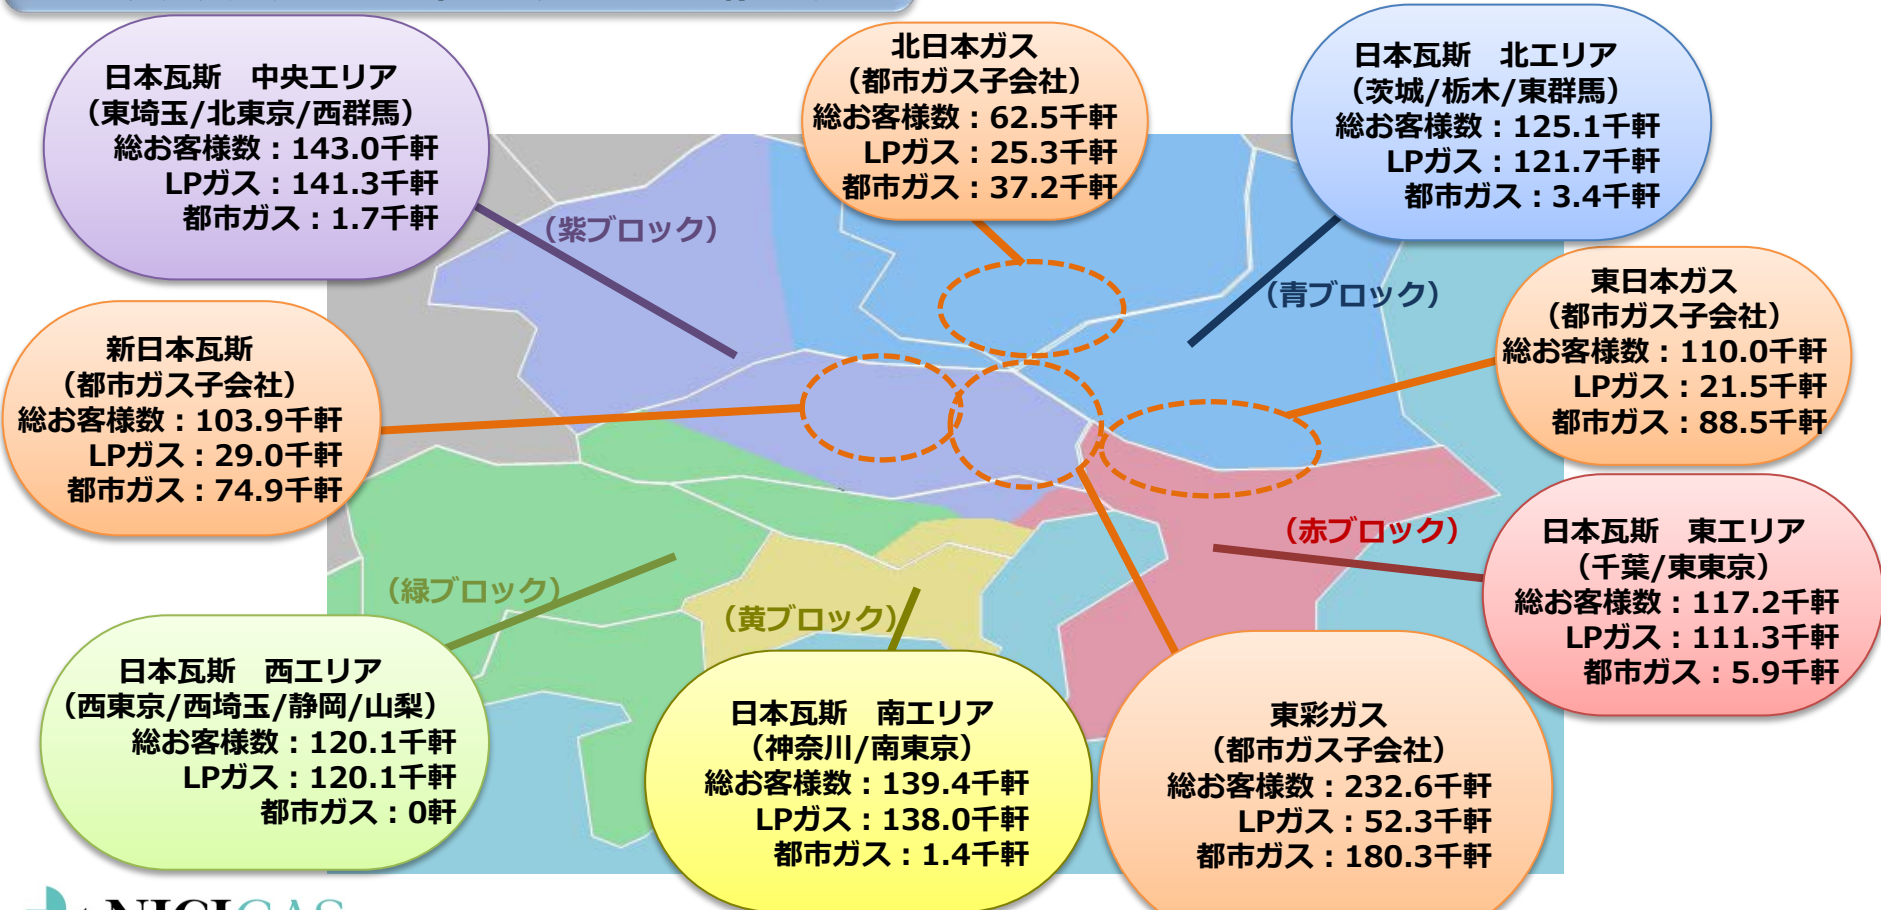 日本瓦斯　中央エリア
（東埼玉/北東京/西群馬）
総お客様数：143.0千軒
LPガス：141.3千軒
都市ガス：1.7千軒
北日本ガス
（都市ガス子会社）
総お客様数：62.5千軒
LPガス：25.3千軒
都市ガス：37.2千軒
日本瓦斯　北エリア
（茨城/栃木/東群馬）
総お客様数：125.1千軒
LPガス：121.7千軒
都市ガス：3.4千軒
（紫ブロック）
（青ブロック）
東日本ガス
（都市ガス子会社）
総お客様数：110.0千軒
LPガス：21.5千軒
都市ガス：88.5千軒
新日本瓦斯
（都市ガス子会社）
総お客様数：103.9千軒
LPガス：29.0千軒
都市ガス：74.9千軒
（赤ブロック）
日本瓦斯　東エリア
（千葉/東東京）
総お客様数：117.2千軒
LPガス：111.3千軒
都市ガス：5.9千軒
（緑ブロック）
（黄ブロック）
日本瓦斯　西エリア
（西東京/西埼玉/静岡/山梨）
総お客様数：120.1千軒
LPガス：120.1千軒
都市ガス：0軒
日本瓦斯　南エリア
（神奈川/南東京）
総お客様数：139.4千軒
LPガス：138.0千軒
都市ガス：1.4千軒
東彩ガス
（都市ガス子会社）
総お客様数：232.6千軒
LPガス：52.3千軒
都市ガス：180.3千軒
NICIGAS